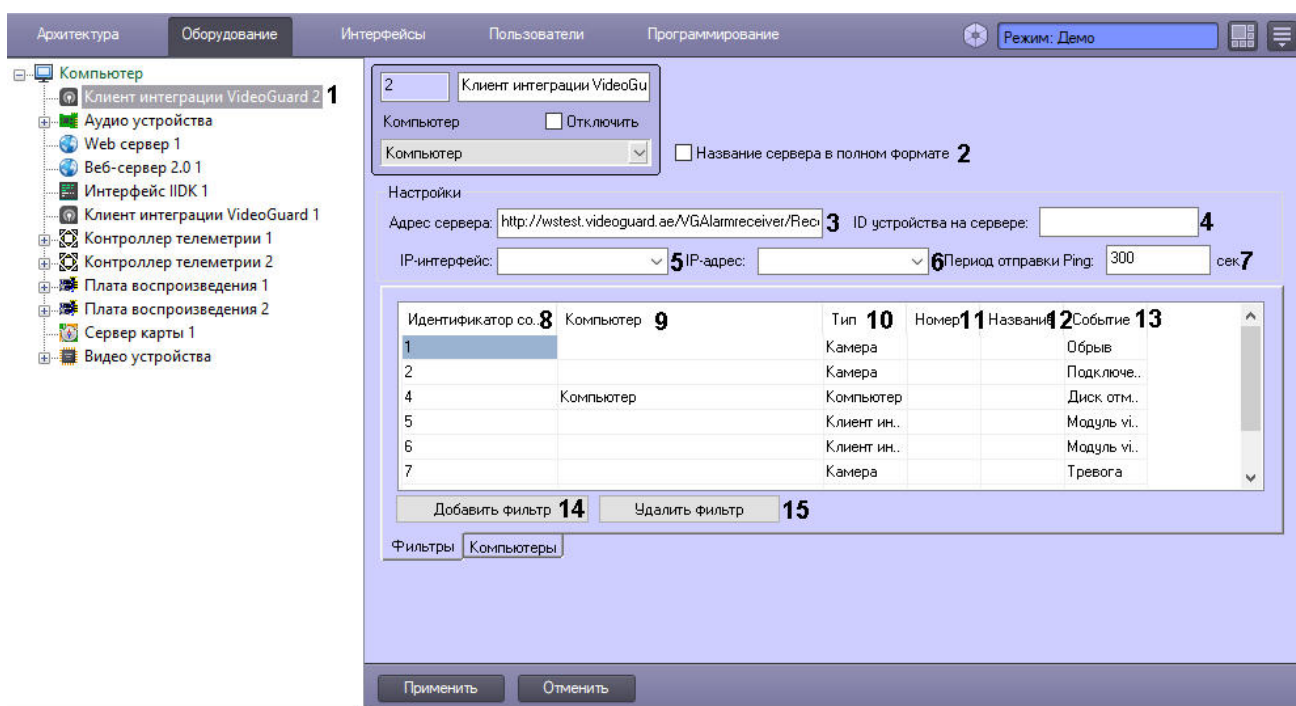 Архитектура Оборудование Интерфейсы Пользователи Программирование Режим: Демо
Компьютер
Клиент интеграции VideoGuard 2 1
Аудио устройства
Web сервер 1
Веб-сервер 2.0 1
Интерфейс IIDK 1
Клиент интеграции VideoGuard 1
Контроллер телеметрии 1
Контроллер телеметрии 2
Плата воспроизведения 1
Плата воспроизведения 2
Сервер карты 1
Видео устройства
2 Клиент интеграции VideoGu
Компьютер Отключить
Компьютер Название сервера в полном формате 2
Настройки
Адрес сервера: http://wstest.videoguard.ae/VGAlarmreceiver/Rec 3 ID устройства на сервере: 4
IP-интерфейс: 5 IP-адрес: 6 Период отправки Ping: 300 сек 7
Идентификатор со.. 8 Компьютер 9 Тип 10 Номер 11 Название 12 Событие 13
1 Камера Обрыв
2 Камера Подключе..
4 Компьютер Компьютер Диск отм..
5 Клиент ин.. Модуль vi..
6 Клиент ин.. Модуль vi..
7 Камера Тревога
Добавить фильтр 14 Удалить фильтр 15
Фильтры Компьютеры
Применить Отменить